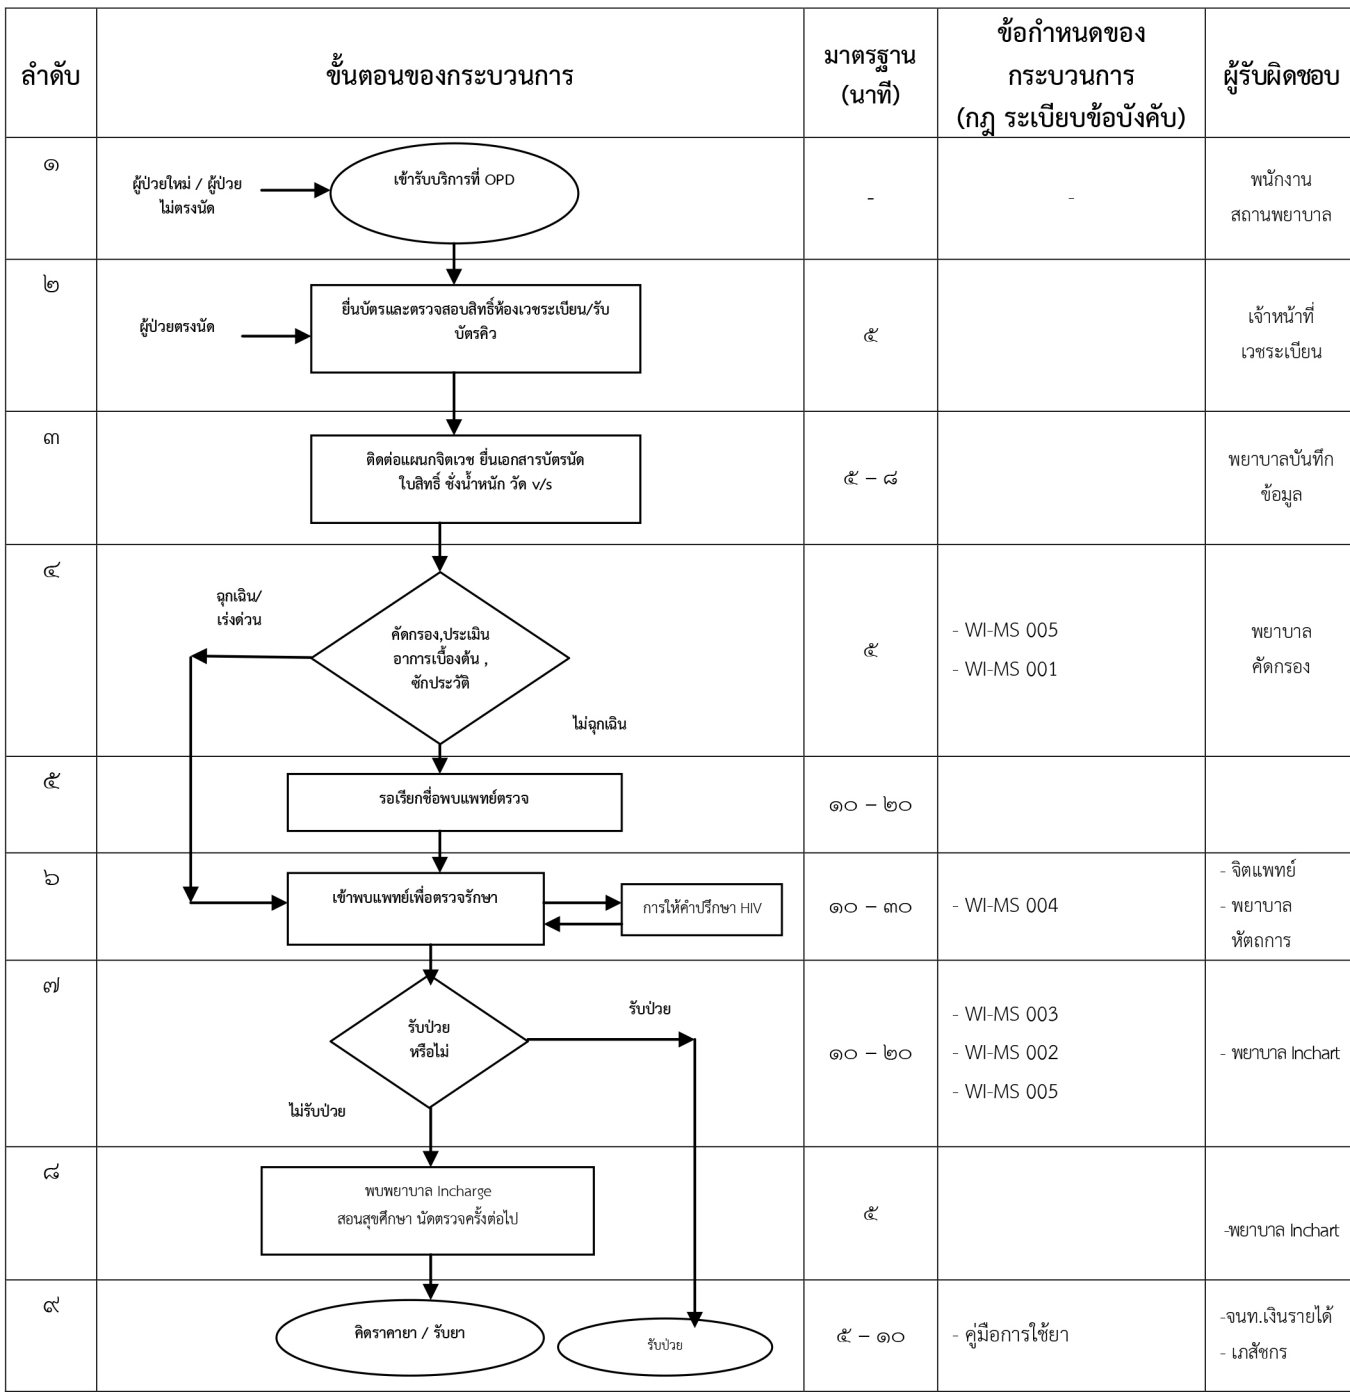 ลำดับ
ขั้นตอนของกระบวนการ
มาตรฐาน
(นาที)
ข้อกำหนดของ
กระบวนการ
(กฎ ระเบียบข้อบังคับ)
ผู้รับผิดชอบ
๑
ผู้ป่วยใหม่ / ผู้ป่วย
ไม่ตรงนัด
เข้ารับบริการที่ OPD
-
-
พนักงาน
สถานพยาบาล
๒
ผู้ป่วยตรงนัด
ยื่นบัตรและตรวจสอบสิทธิ์ห้องเวชระเบียน/รับ
บัตรคิว
๕
เจ้าหน้าที่
เวชระเบียน
๓
ติดต่อแผนกจิตเวช ยื่นเอกสารบัตรนัด
ใบสิทธิ์ ชั่งน้ำหนัก วัด v/s
๕ – ๘
พยาบาลบันทึก
ข้อมูล
๔
ฉุกเฉิน/
เร่งด่วน
คัดกรอง,ประเมิน
อาการเบื้องต้น ,
ซักประวัติ
ไม่ฉุกเฉิน
๕
- WI-MS 005
- WI-MS 001
พยาบาล
คัดกรอง
๕
รอเรียกชื่อพบแพทย์ตรวจ
๑๐ – ๒๐
๖
เข้าพบแพทย์เพื่อตรวจรักษา
การให้คำปรึกษา HIV
๑๐ – ๓๐
- WI-MS 004
- จิตแพทย์
- พยาบาล
หัตถการ
๗
รับป่วย
หรือไม่
รับป่วย
ไม่รับป่วย
๑๐ – ๒๐
- WI-MS 003
- WI-MS 002
- WI-MS 005
- พยาบาล Inchart
๘
พบพยาบาล Incharge
สอนสุขศึกษา นัดตรวจครั้งต่อไป
๕
-พยาบาล Inchart
๙
คิดราคายา / รับยา
รับป่วย
๕ – ๑๐
- คู่มือการใช้ยา
-จนท.เงินรายได้
- เภสัชกร